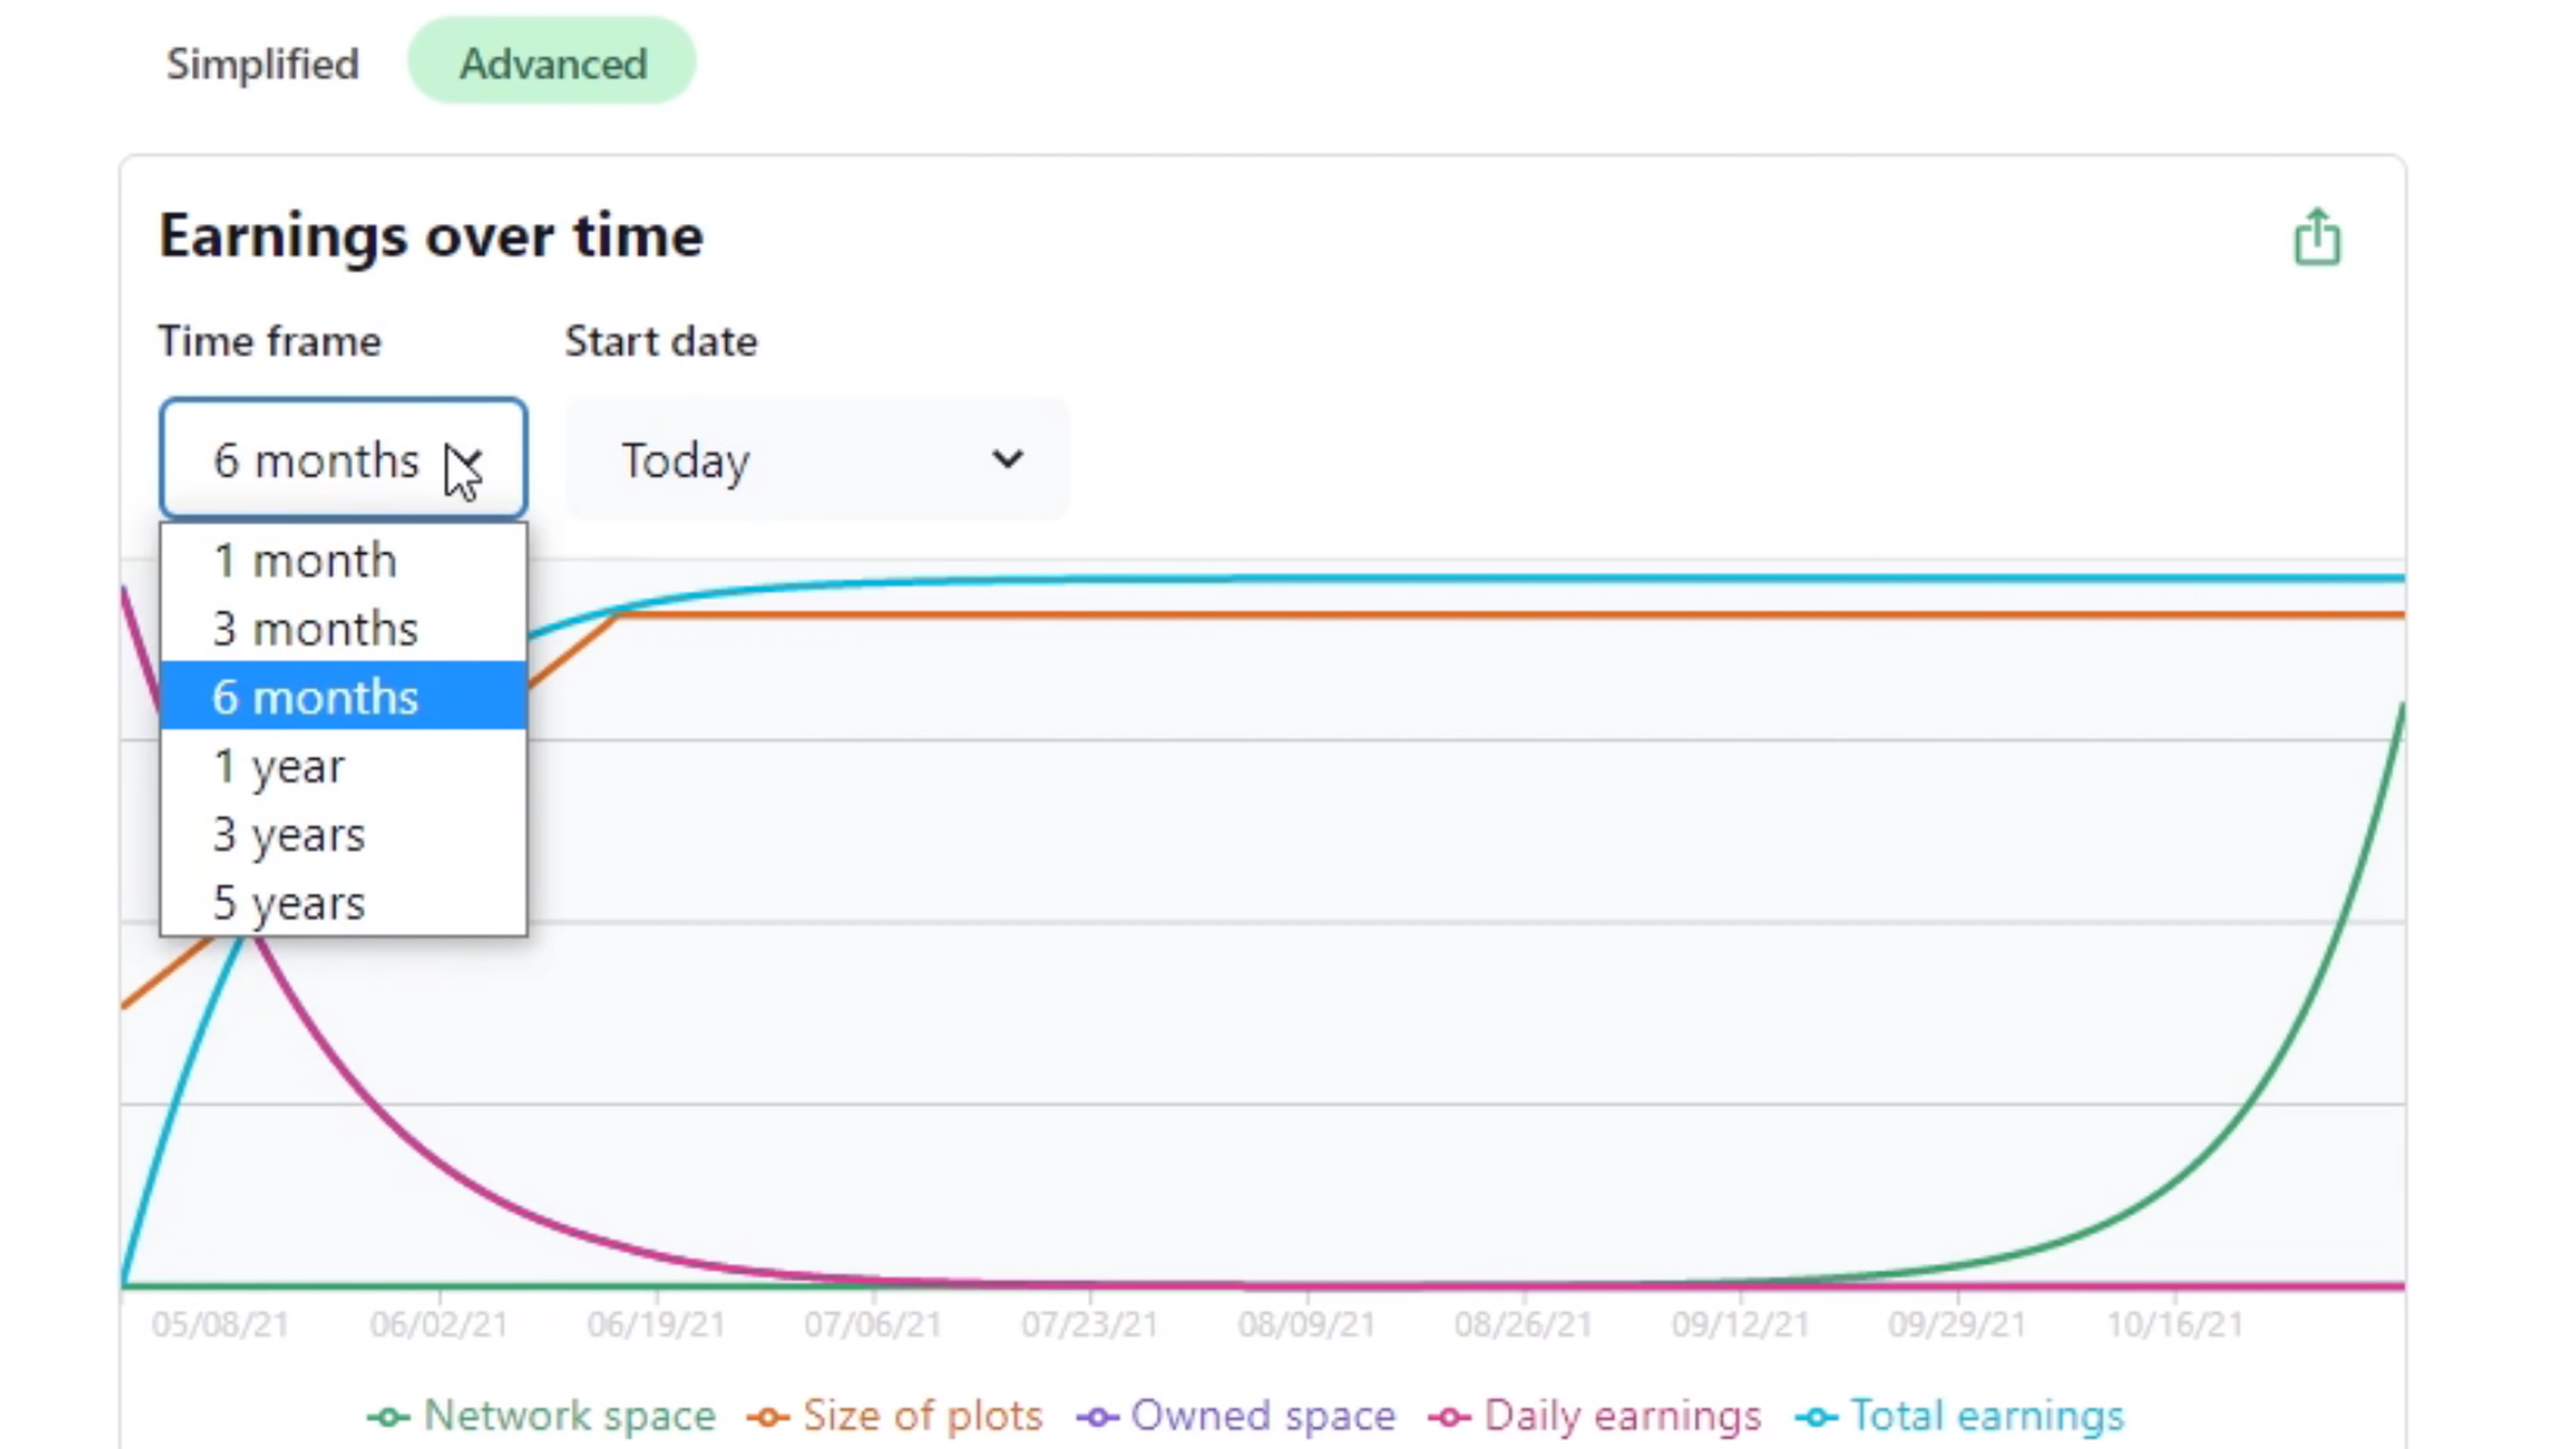 Simplified Advanced
Earnings over time
Time frame Start date
6 months Today
1 month
3 months
6 months
1 year
3 years
5 years
05/08/21 06/02/21 06/19/21 07/06/21 07/23/21 08/09/21 08/26/21 09/12/21 09/29/21 10/16/21
Network space Size of plots Owned space Daily earnings Total earnings